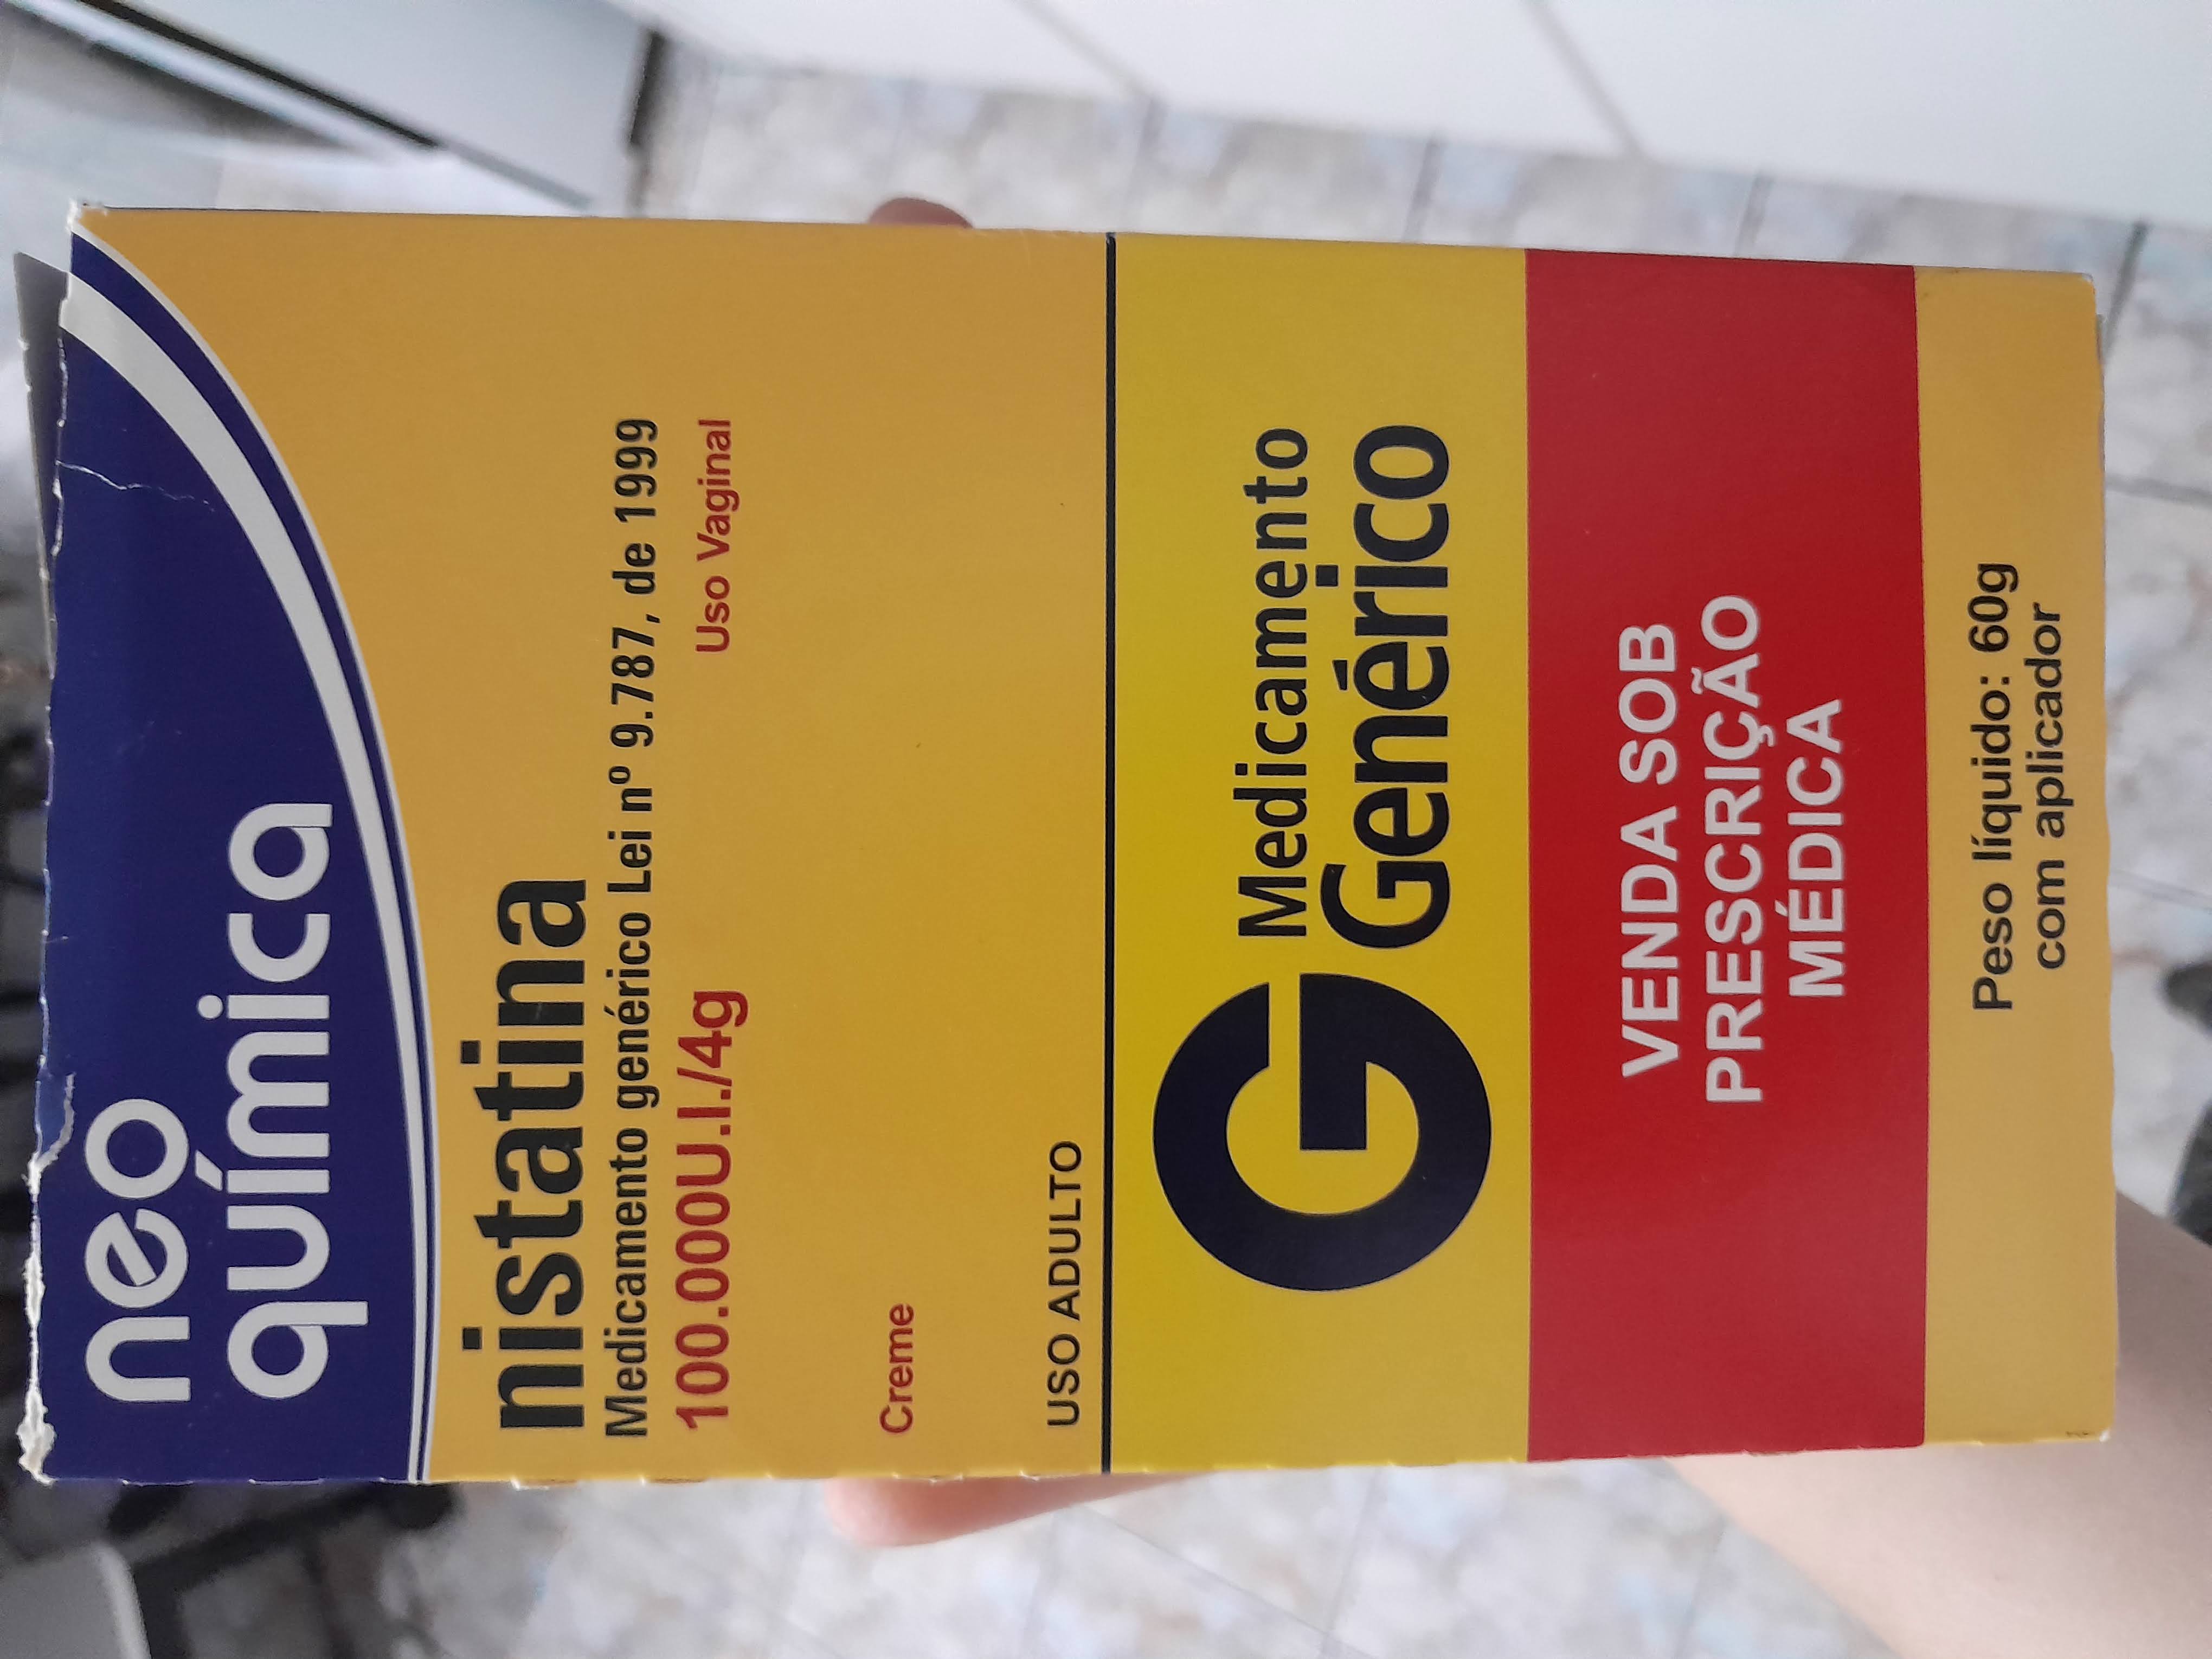 neo
química
nistatina
Medicamento genérico Lei nº 9.787, de 1999
100.000U.I./4g Uso Vaginal
Creme
USO ADULTO
G Medicamento
Genérico
VENDA SOB
PRESCRIÇÃO
MÉDICA
Peso líquido: 60g
com aplicador